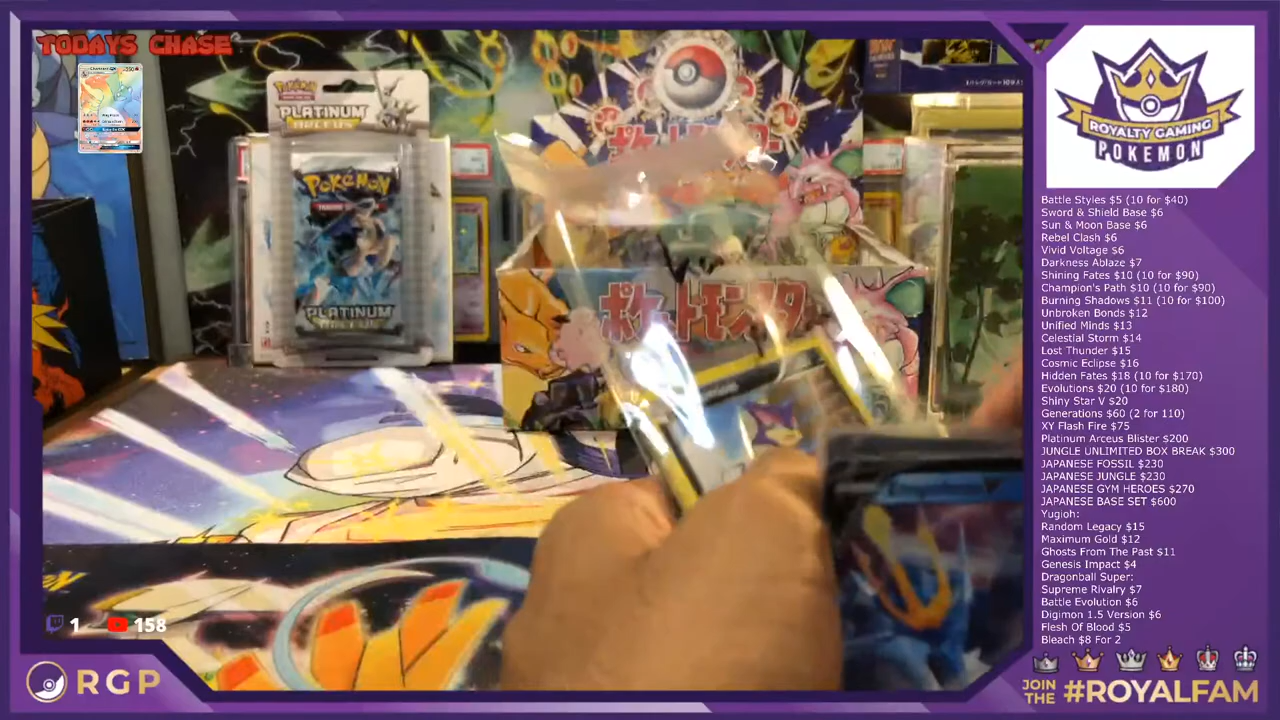 TODAYS CHASE
POKéMON
PLATINUM
ポケットモンスター
PLATINUM
1
158
RGP
ROYALTY GAMING
POKEMON
Battle Styles $5 (10 for $40)
Sword & Shield Base $6
Sun & Moon Base $6
Rebel Clash $6
Vivid Voltage $6
Darkness Ablaze $7
Shining Fates $10 (10 for $90)
Champion's Path $10 (10 for $90)
Burning Shadows $11 (10 for $100)
Unbroken Bonds $12
Unified Minds $13
Celestial Storm $14
Lost Thunder $15
Cosmic Eclipse $16
Hidden Fates $18 (10 for $170)
Evolutions $20 (10 for $180)
Shiny Star V $20
Generations $60 (2 for 110)
XY Flash Fire $75
Platinum Arceus Blister $200
JUNGLE UNLIMITED BOX BREAK $300
JAPANESE FOSSIL $230
JAPANESE JUNGLE $230
JAPANESE GYM HEROES $270
JAPANESE BASE SET $600
Yugioh:
Random Legacy $15
Maximum Gold $12
Ghosts From The Past $11
Genesis Impact $4
Dragonball Super:
Supreme Rivalry $7
Battle Evolution $6
Digimon 1.5 Version $6
Flesh Of Blood $5
Bleach $8 For 2
JOIN
THE #ROYALFAM